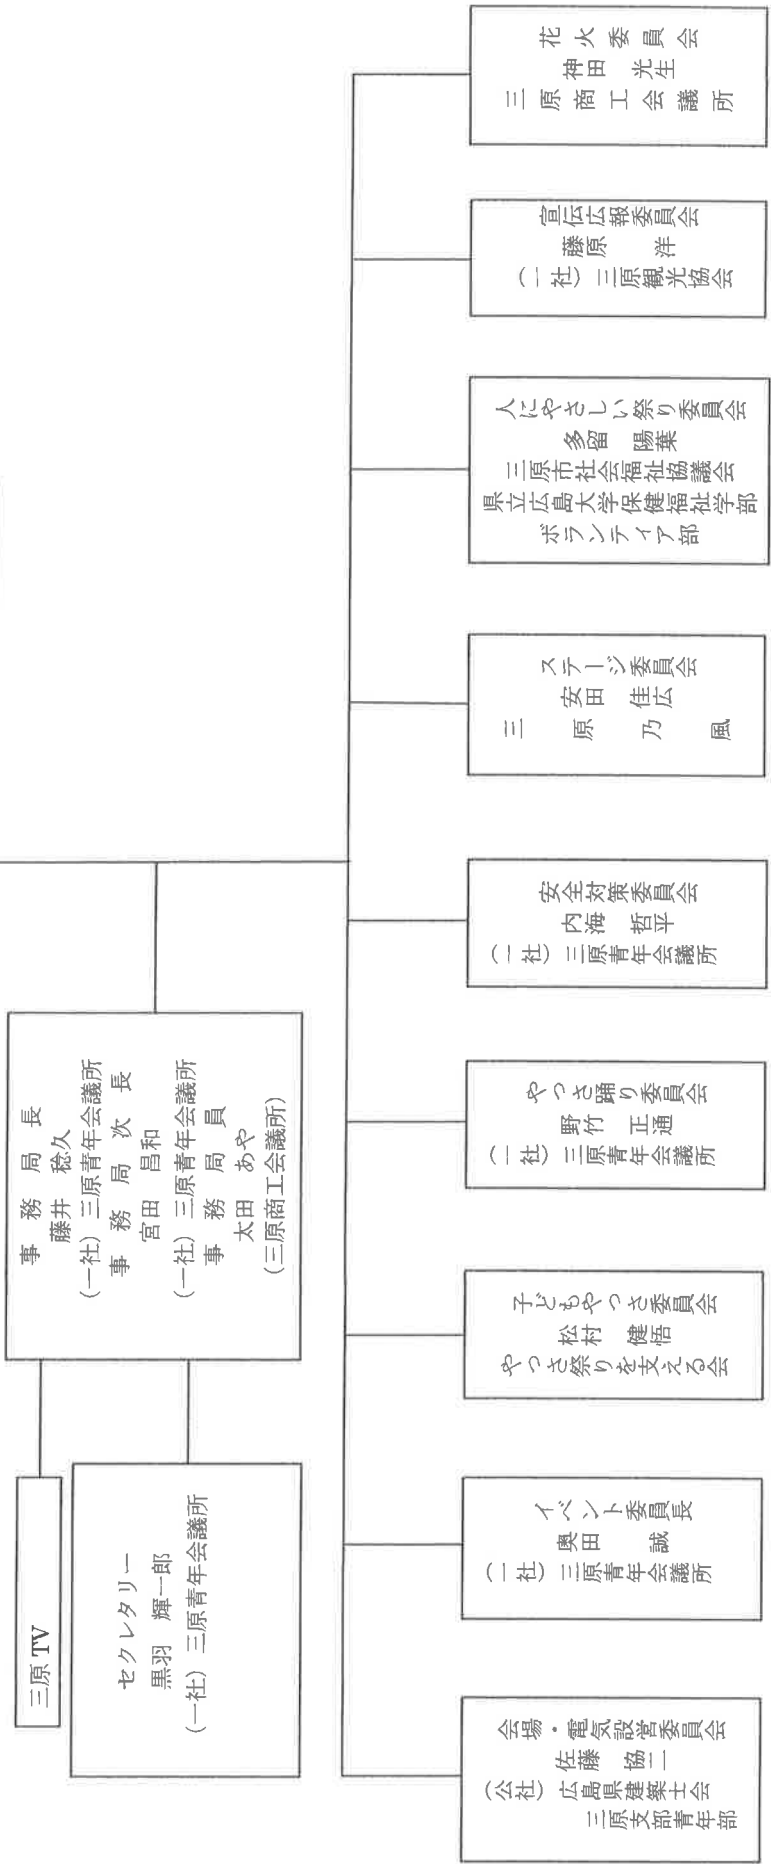 三原TV
セクレタリー
黒羽 輝一郎
(一社) 三原青年会議所
事務局長
藤井 稔久
(一社) 三原青年会議所
事務局次長
宮田 昌和
(一社) 三原青年会議所
事務局員
太田 あや
(三原商工会議所)
会場・電気設営委員会
佐藤 協二
(公社) 広島県建築士会
三原支部青年部
イベント委員長
奥田 誠
(一社) 三原青年会議所
子どもやっさ委員会
松村 健悟
やっさ祭りを支える会
やっさ踊り委員会
野竹 正通
(一社) 三原青年会議所
安全対策委員会
内海 哲平
(一社) 三原青年会議所
ステージ委員会
安田 佳広
三原乃風
人にやさしい祭り委員会
多留 陽葉
三原市社会福祉協議会
県立広島大学保健福祉学部
ボランティア部
宣伝広報委員会
藤原 洋
(一社) 三原観光協会
花火委員会
神田 光生
三原商工会議所